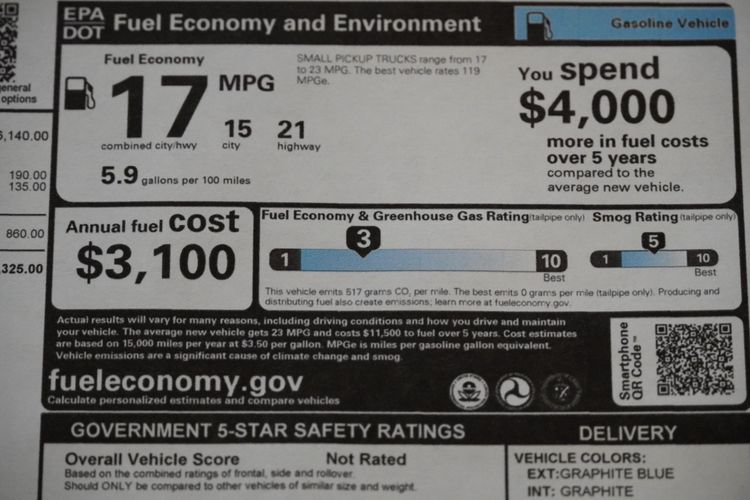 EPA
DOT
Fuel Economy and Environment
Gasoline Vehicle
eneral
options
6,140.00
190.00
135.00
860.00
325.00
Fuel Economy
17
MPG
15
city
21
highway
combined city/hwy
5.9 gallons per 100 miles
SMALL PICKUP TRUCKS range from 17
to 23 MPG. The best vehicle rates 119
MPGe.
You spend
$4,000
more in fuel costs
over 5 years
compared to the
average new vehicle.
Annual fuel cost
$3,100
Fuel Economy & Greenhouse Gas Rating (tailpipe only)
1
3
10
Best
Smog Rating (tailpipe only)
1
5
10
Best
This vehicle emits 517 grams CO₂ per mile. The best emits 0 grams per mile (tailpipe only). Producing and
distributing fuel also create emissions; learn more at fueleconomy.gov.
Actual results will vary for many reasons, including driving conditions and how you drive and maintain
your vehicle. The average new vehicle gets 23 MPG and costs $11,500 to fuel over 5 years. Cost estimates
are based on 15,000 miles per year at $3.50 per gallon. MPGe is miles per gasoline gallon equivalent.
Vehicle emissions are a significant cause of climate change and smog.
fueleconomy.gov
Calculate personalized estimates and compare vehicles
Smartphone
QR Code™
GOVERNMENT 5-STAR SAFETY RATINGS
Overall Vehicle Score Not Rated
Based on the combined ratings of frontal, side and rollover.
Should ONLY be compared to other vehicles of similar size and weight.
DELIVERY
VEHICLE COLORS:
EXT:GRAPHITE BLUE
INT: GRAPHITE